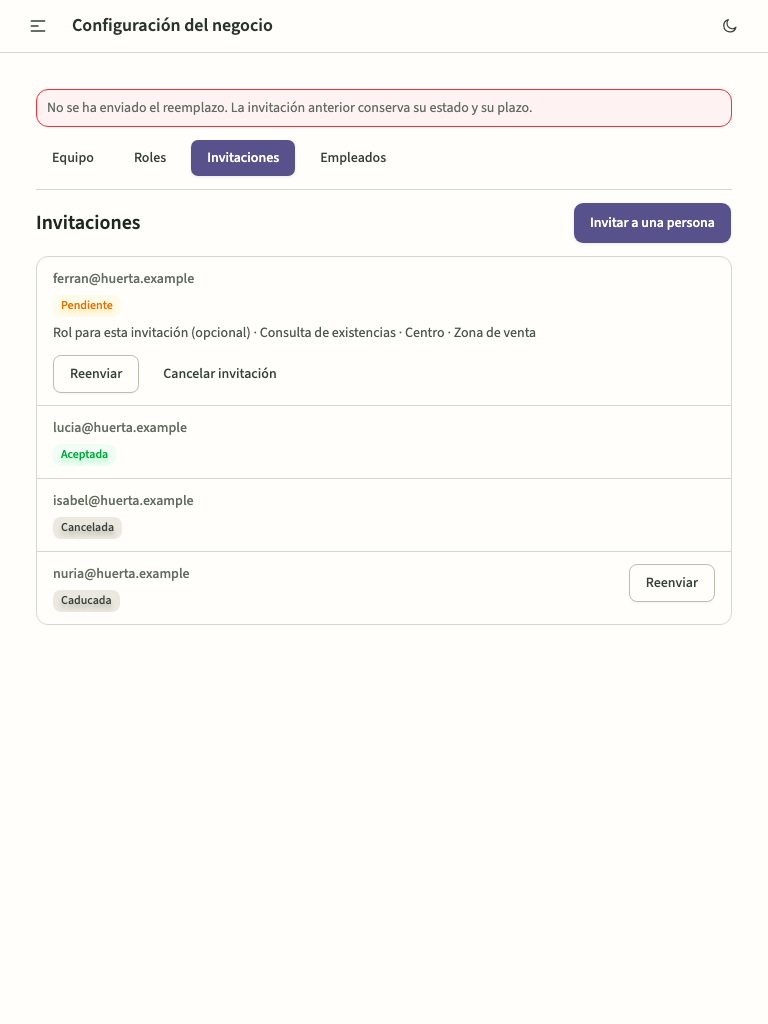 Configuración del negocio
No se ha enviado el reemplazo. La invitación anterior conserva su estado y su plazo.
Equipo
Roles
Invitaciones
Empleados
Invitaciones
Invitar a una persona
ferran@huerta.example
Pendiente
Rol para esta invitación (opcional) · Consulta de existencias · Centro · Zona de venta
Reenviar
Cancelar invitación
lucia@huerta.example
Aceptada
isabel@huerta.example
Cancelada
nuria@huerta.example
Caducada
Reenviar